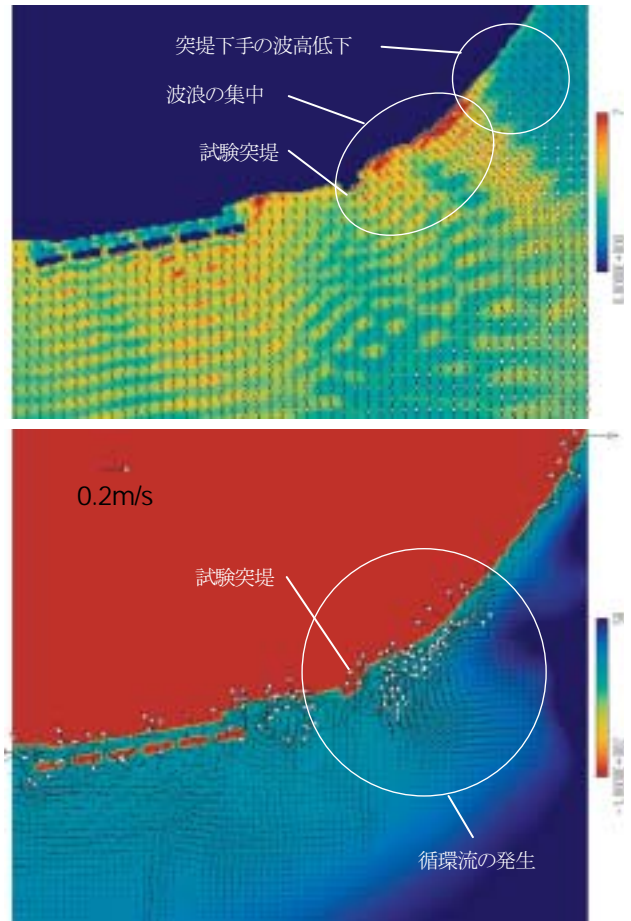 突堤下手の波高低下
波浪の集中
試験突堤
0.2m/s
試験突堤
循環流の発生